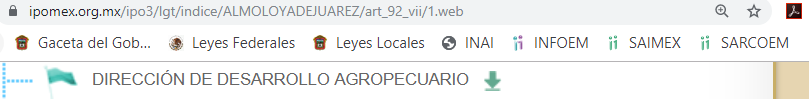 ipomex.org.mx/ipo3/lgt/indice/ALMOLOYADEJUAREZ/art_92_vii/1.web
Gaceta del Gob... Leyes Federales Leyes Locales INAI INFOEM SAIMEX SARCOEM
DIRECCIÓN DE DESARROLLO AGROPECUARIO